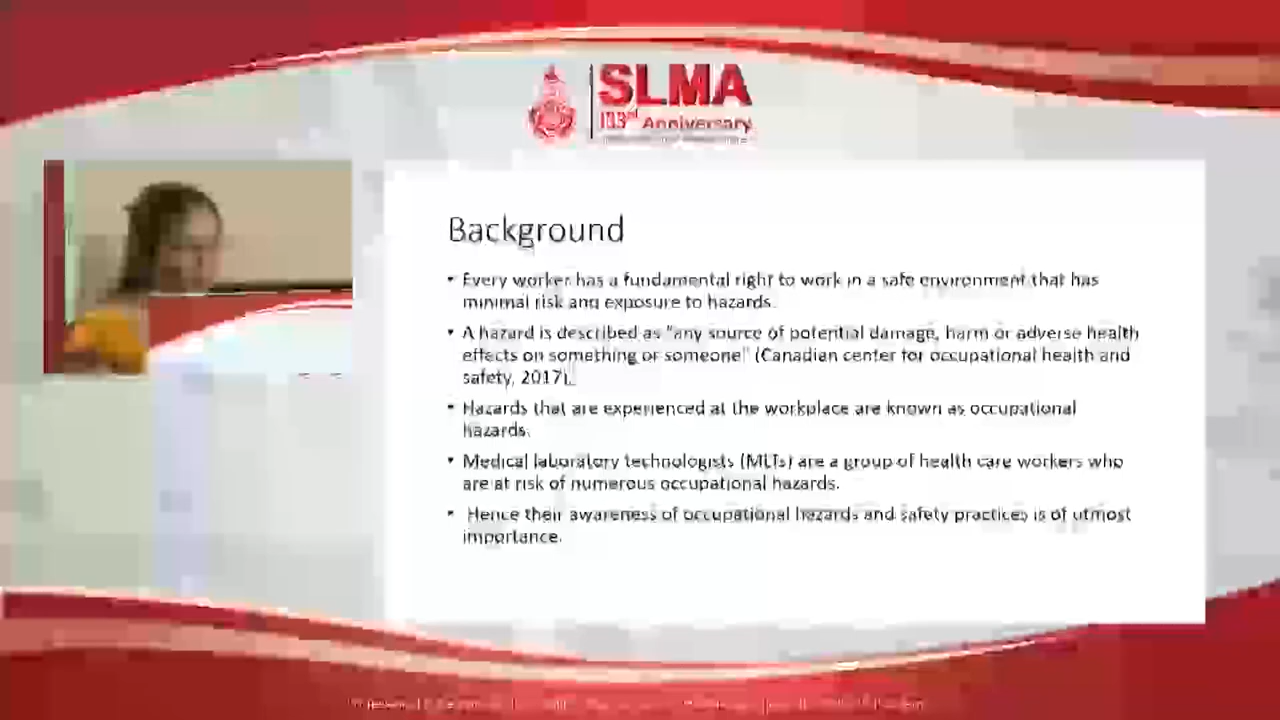 SLMA
133rd Anniversary
Background
• Every worker has a fundamental right to work in a safe environment that has
minimal risk and exposure to hazards.
• A hazard is described as "any source of potential damage, harm or adverse health
effects on something or someone" (Canadian center for occupational health and
safety, 2017).
• Hazards that are experienced at the workplace are known as occupational
hazards.
• Medical laboratory technologists (MLTs) are a group of health care workers who
are at risk of numerous occupational hazards.
• Hence their awareness of occupational hazards and safety practices is of utmost
importance.